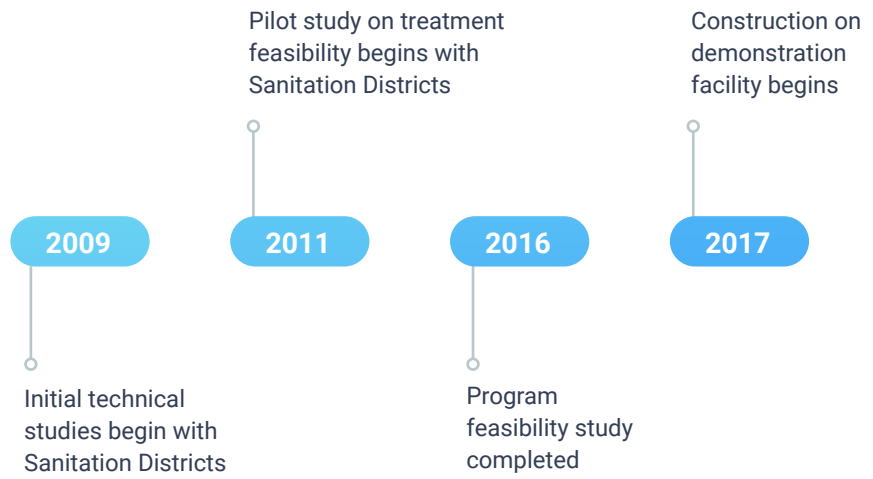 Pilot study on treatment
feasibility begins with
Sanitation Districts
Construction on
demonstration
facility begins
2009
2011
2016
2017
Initial technical
studies begin with
Sanitation Districts
Program
feasibility study
completed